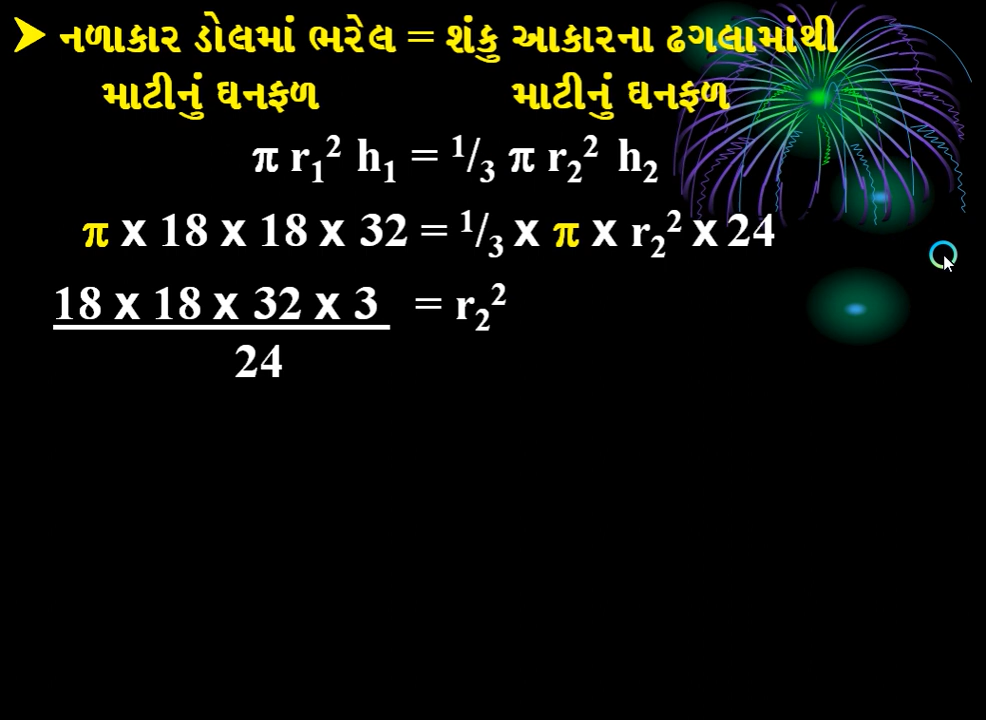 ➤ નળાકાર ડોલમાં ભરેલ = શંકુ આકારના ઢગલામાંથી
માટીનું ઘનફળ માટીનું ઘનફળ
π r₁² h₁ = ¹/₃ π r₂² h₂
π x 18 x 18 x 32 = ¹/₃ x π x r₂² x 24
18 x 18 x 32 x 3 = r₂²
24